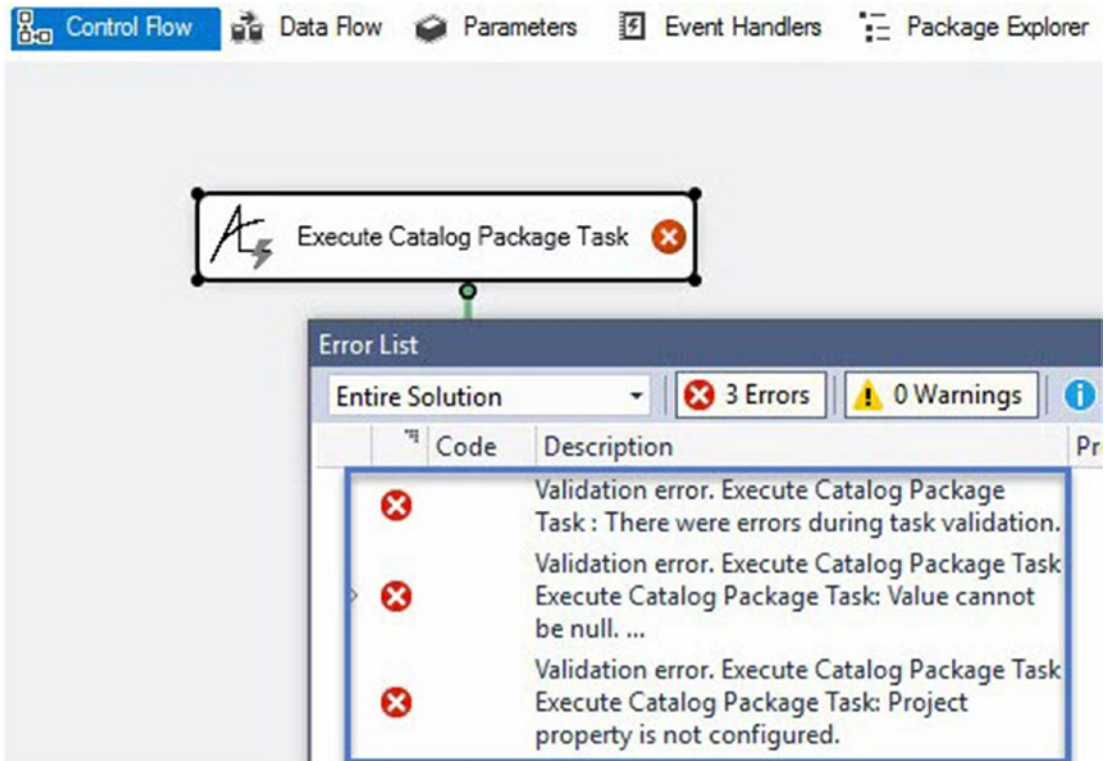 Control Flow Data Flow Parameters Event Handlers Package Explorer
Execute Catalog Package Task
Error List
Entire Solution 3 Errors 0 Warnings
Code Description Pr
Validation error. Execute Catalog Package
Task : There were errors during task validation.
Validation error. Execute Catalog Package Task
Execute Catalog Package Task: Value cannot
be null. ...
Validation error. Execute Catalog Package Task
Execute Catalog Package Task: Project
property is not configured.